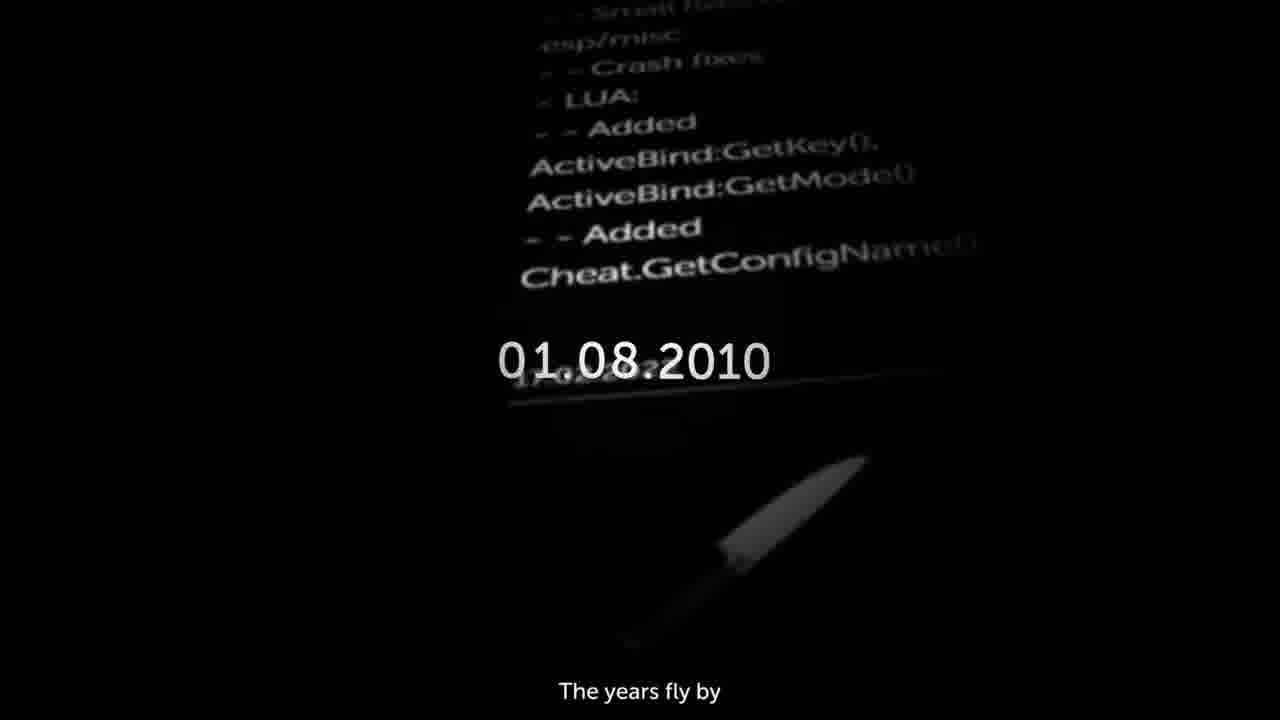 - - Small fixes
esp/misc
- - Crash fixes
- LUA:
- - Added
ActiveBind:GetKey(),
ActiveBind:GetMode()
- - Added
Cheat.GetConfigName()
01.08.2010
The years fly by